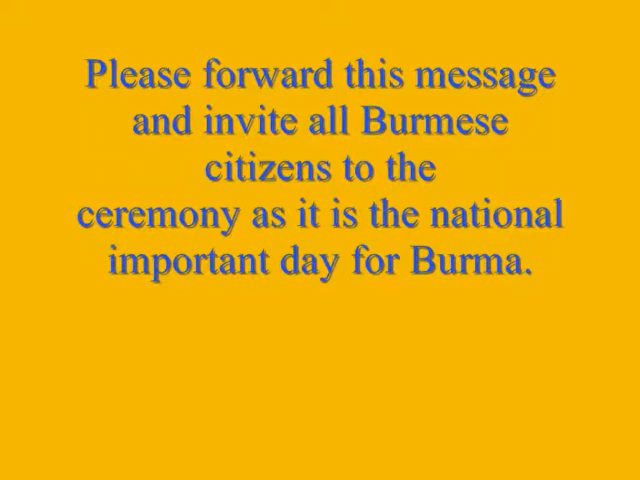 Please forward this message
and invite all Burmese
citizens to the
ceremony as it is the national
important day for Burma.